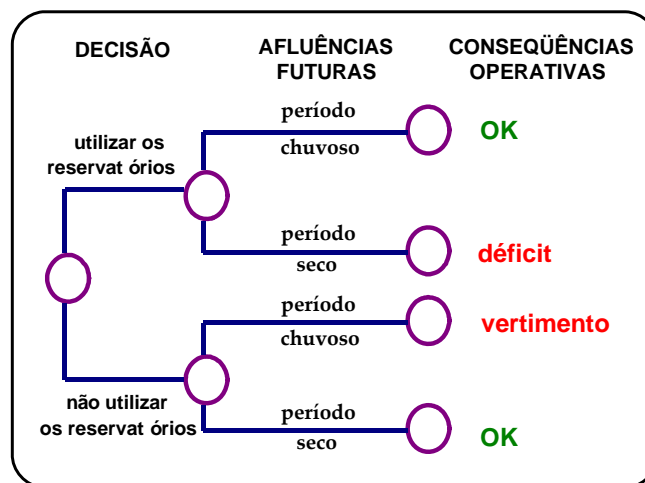 DECISÃO
AFLUÊNCIAS
FUTURAS
CONSEQÜÊNCIAS
OPERATIVAS
utilizar os
reservat órios
período
chuvoso
OK
período
seco
déficit
período
chuvoso
vertimento
não utilizar
os reservat órios
período
seco
OK